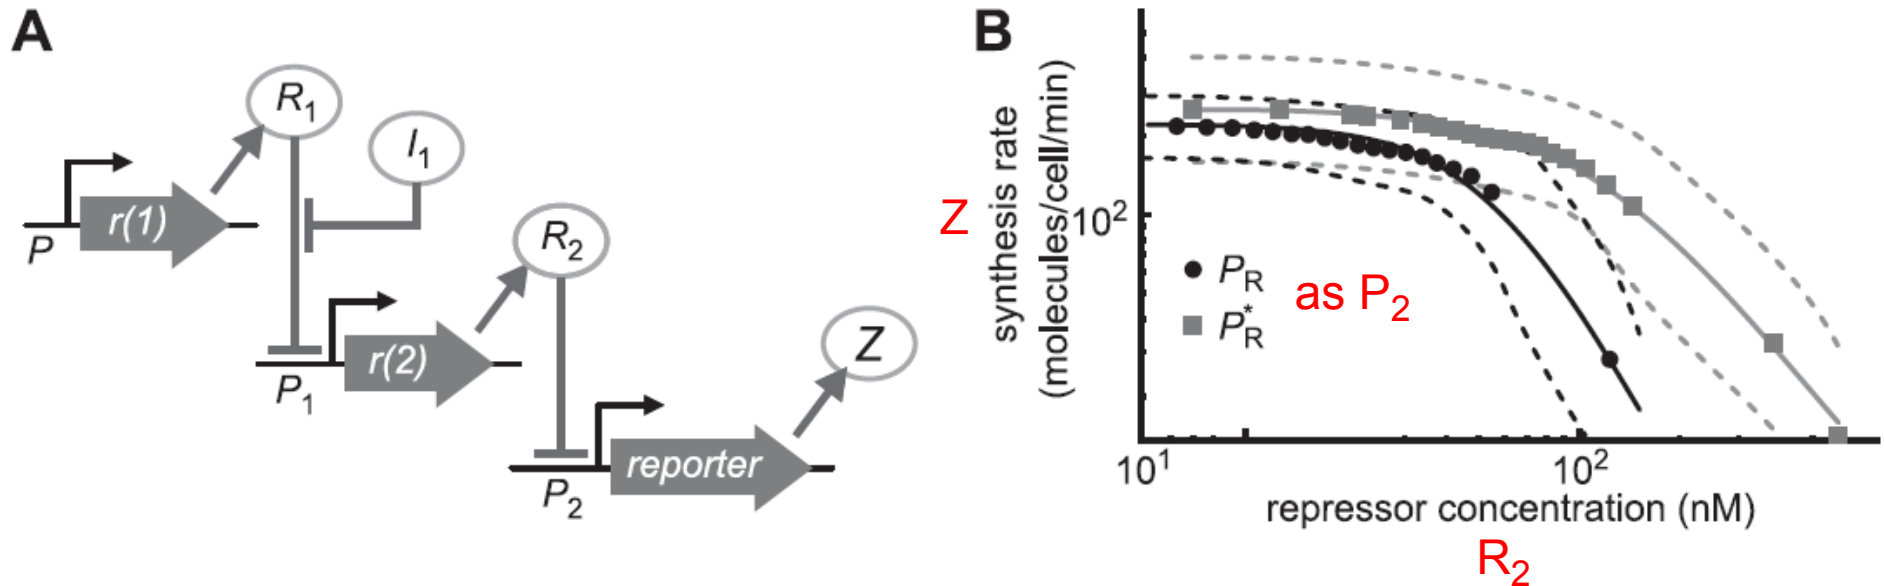 A
R1
I1
r(1)
P
R2
r(2)
P1
Z
reporter
P2
B
Z
synthesis rate
(molecules/cell/min)
10^2
PR
P*R
as P2
10^1
10^2
repressor concentration (nM)
R2